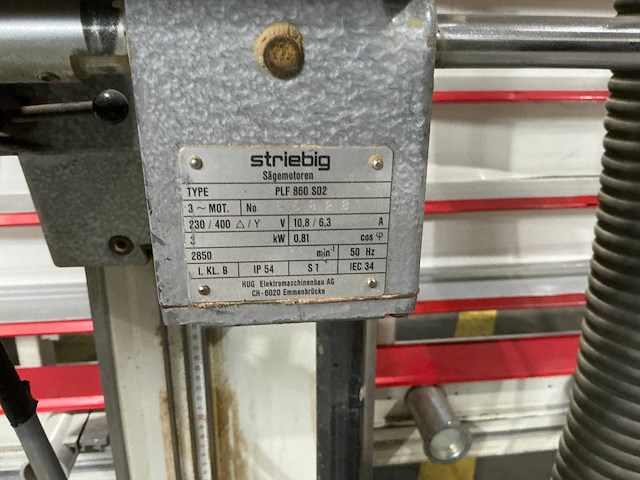 striebig
Sägemotoren
TYPE PLF 860 S02
3 ~ MOT. No
230 / 400 △ / Y V 10,8 / 6,3 A
3 kW 0,81 cos φ
2850 min⁻¹ 50 Hz
I. KL. B IP 54 S 1 IEC 34
HUG Elektromaschinenbau AG
CH-6020 Emmenbrücke